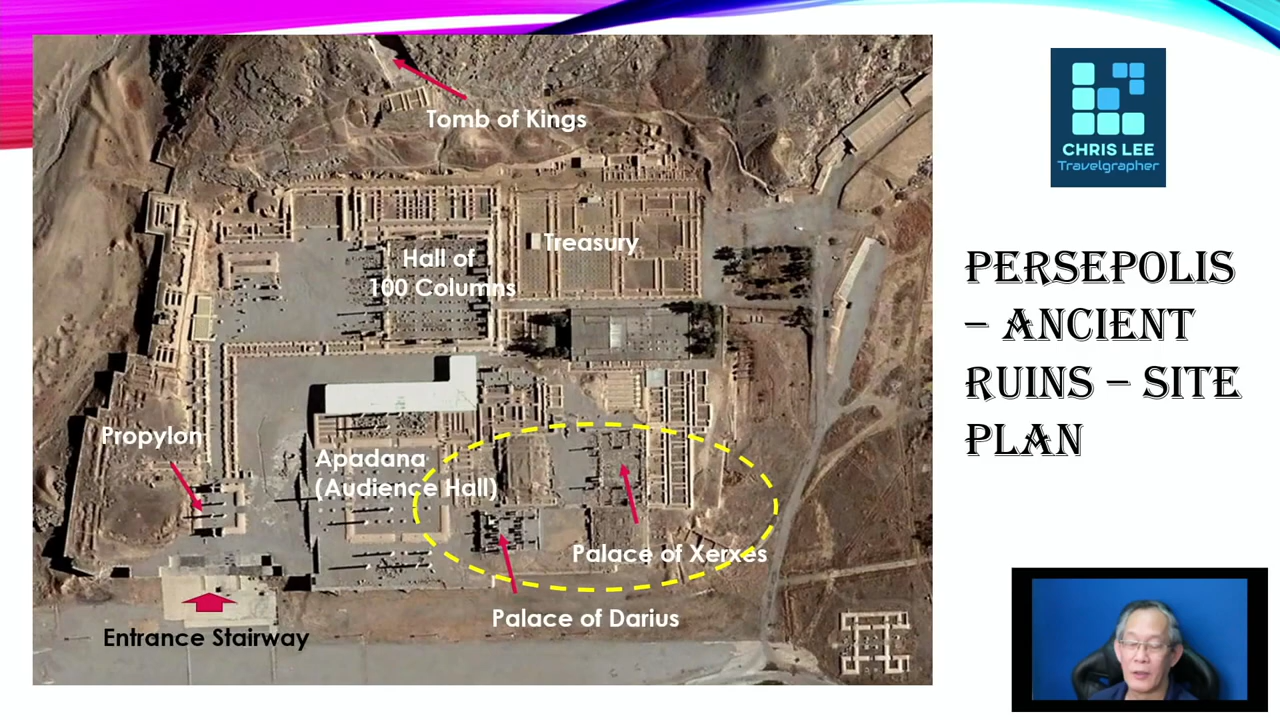 Tomb of Kings
Hall of
100 Columns
Treasury
Propylon
Apadana
(Audience Hall)
Palace of Xerxes
Palace of Darius
Entrance Stairway
CHRIS LEE
Travelgrapher
PERSEPOLIS
– ANCIENT
RUINS – SITE
PLAN